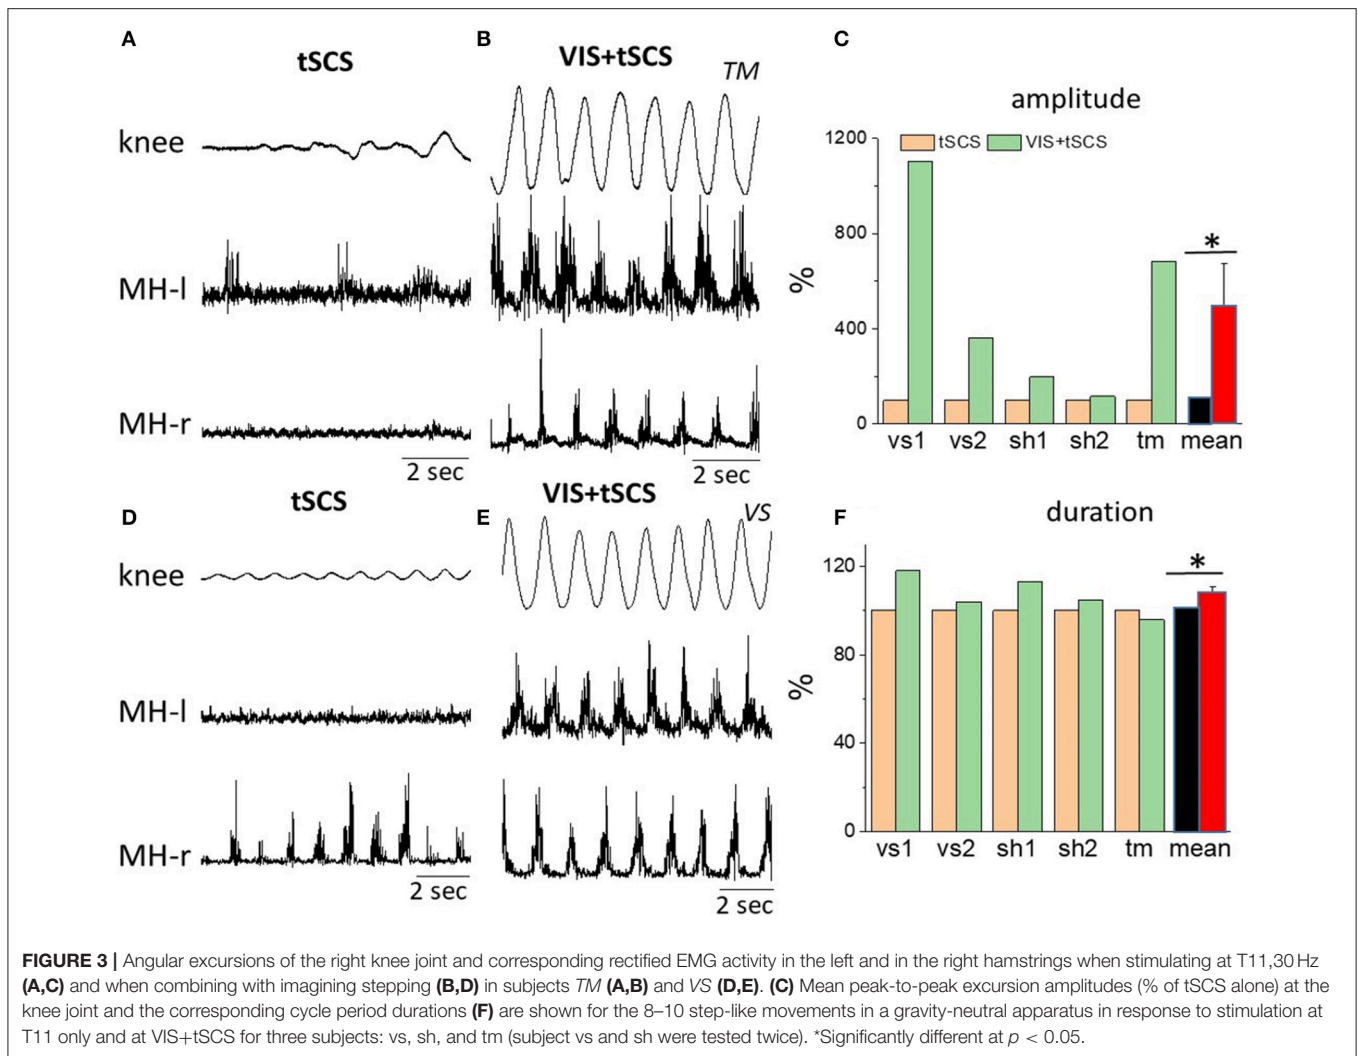 A
tSCS
knee
MH-l
MH-r
2 sec
B
VIS+tSCS
TM
2 sec
C
amplitude
tSCS VIS+tSCS
1200
800
400
0
%
*
vs1 vs2 sh1 sh2 tm mean
D
tSCS
knee
MH-l
MH-r
2 sec
E
VIS+tSCS
VS
2 sec
F
duration
120
80
40
0
%
*
vs1 vs2 sh1 sh2 tm mean
FIGURE 3 | Angular excursions of the right knee joint and corresponding rectified EMG activity in the left and in the right hamstrings when stimulating at T11,30 Hz
(A,C) and when combining with imagining stepping (B,D) in subjects TM (A,B) and VS (D,E). (C) Mean peak-to-peak excursion amplitudes (% of tSCS alone) at the
knee joint and the corresponding cycle period durations (F) are shown for the 8–10 step-like movements in a gravity-neutral apparatus in response to stimulation at
T11 only and at VIS+tSCS for three subjects: vs, sh, and tm (subject vs and sh were tested twice). *Significantly different at p < 0.05.